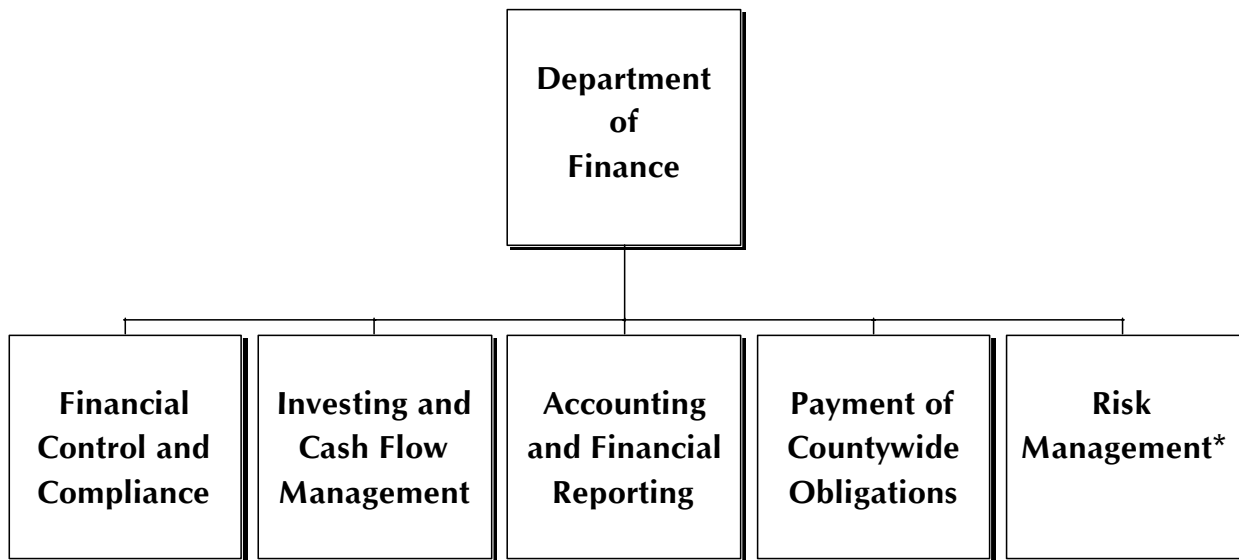 Department
of
Finance
Financial
Control and
Compliance
Investing and
Cash Flow
Management
Accounting
and Financial
Reporting
Payment of
Countywide
Obligations
Risk
Management*